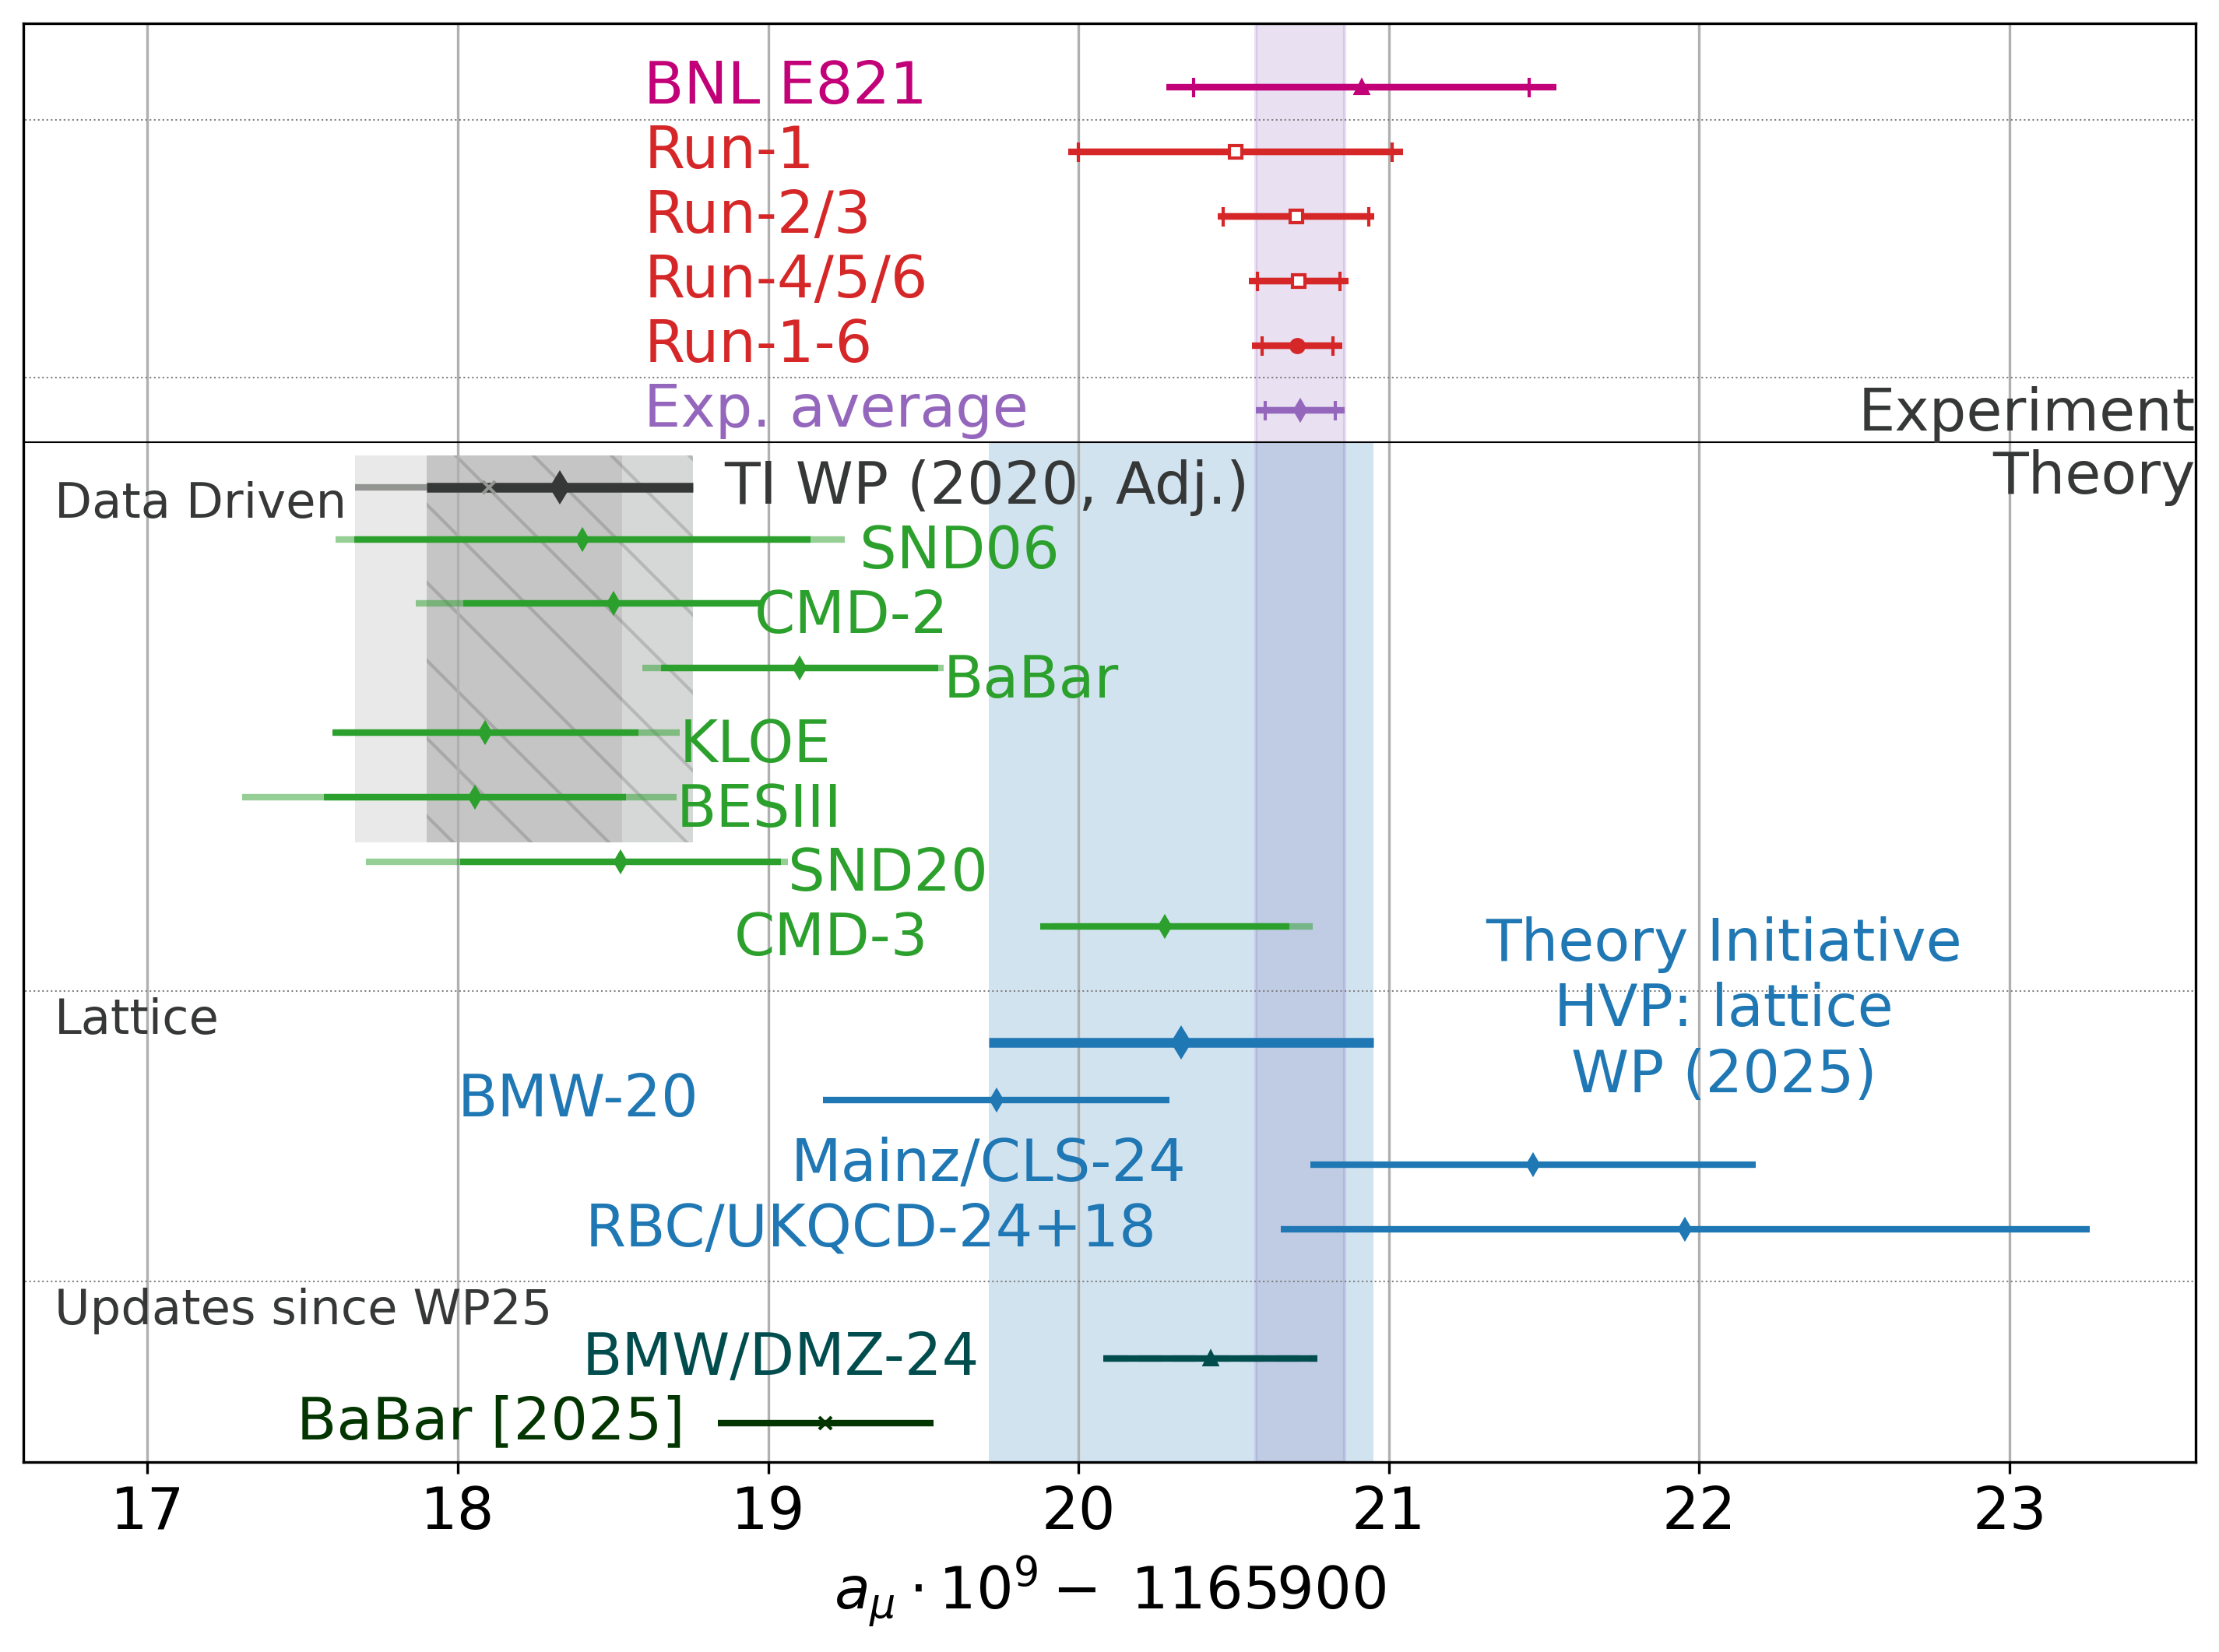 BNL E821
Run-1
Run-2/3
Run-4/5/6
Run-1-6
Exp. average
Experiment
Theory
Data Driven
TI WP (2020, Adj.)
SND06
CMD-2
BaBar
KLOE
BESIII
SND20
CMD-3
Theory Initiative
HVP: lattice
WP (2025)
Lattice
BMW-20
Mainz/CLS-24
RBC/UKQCD-24+18
Updates since WP25
BMW/DMZ-24
BaBar [2025]
17 18 19 20 21 22 23
aμ · 10⁹ − 1165900